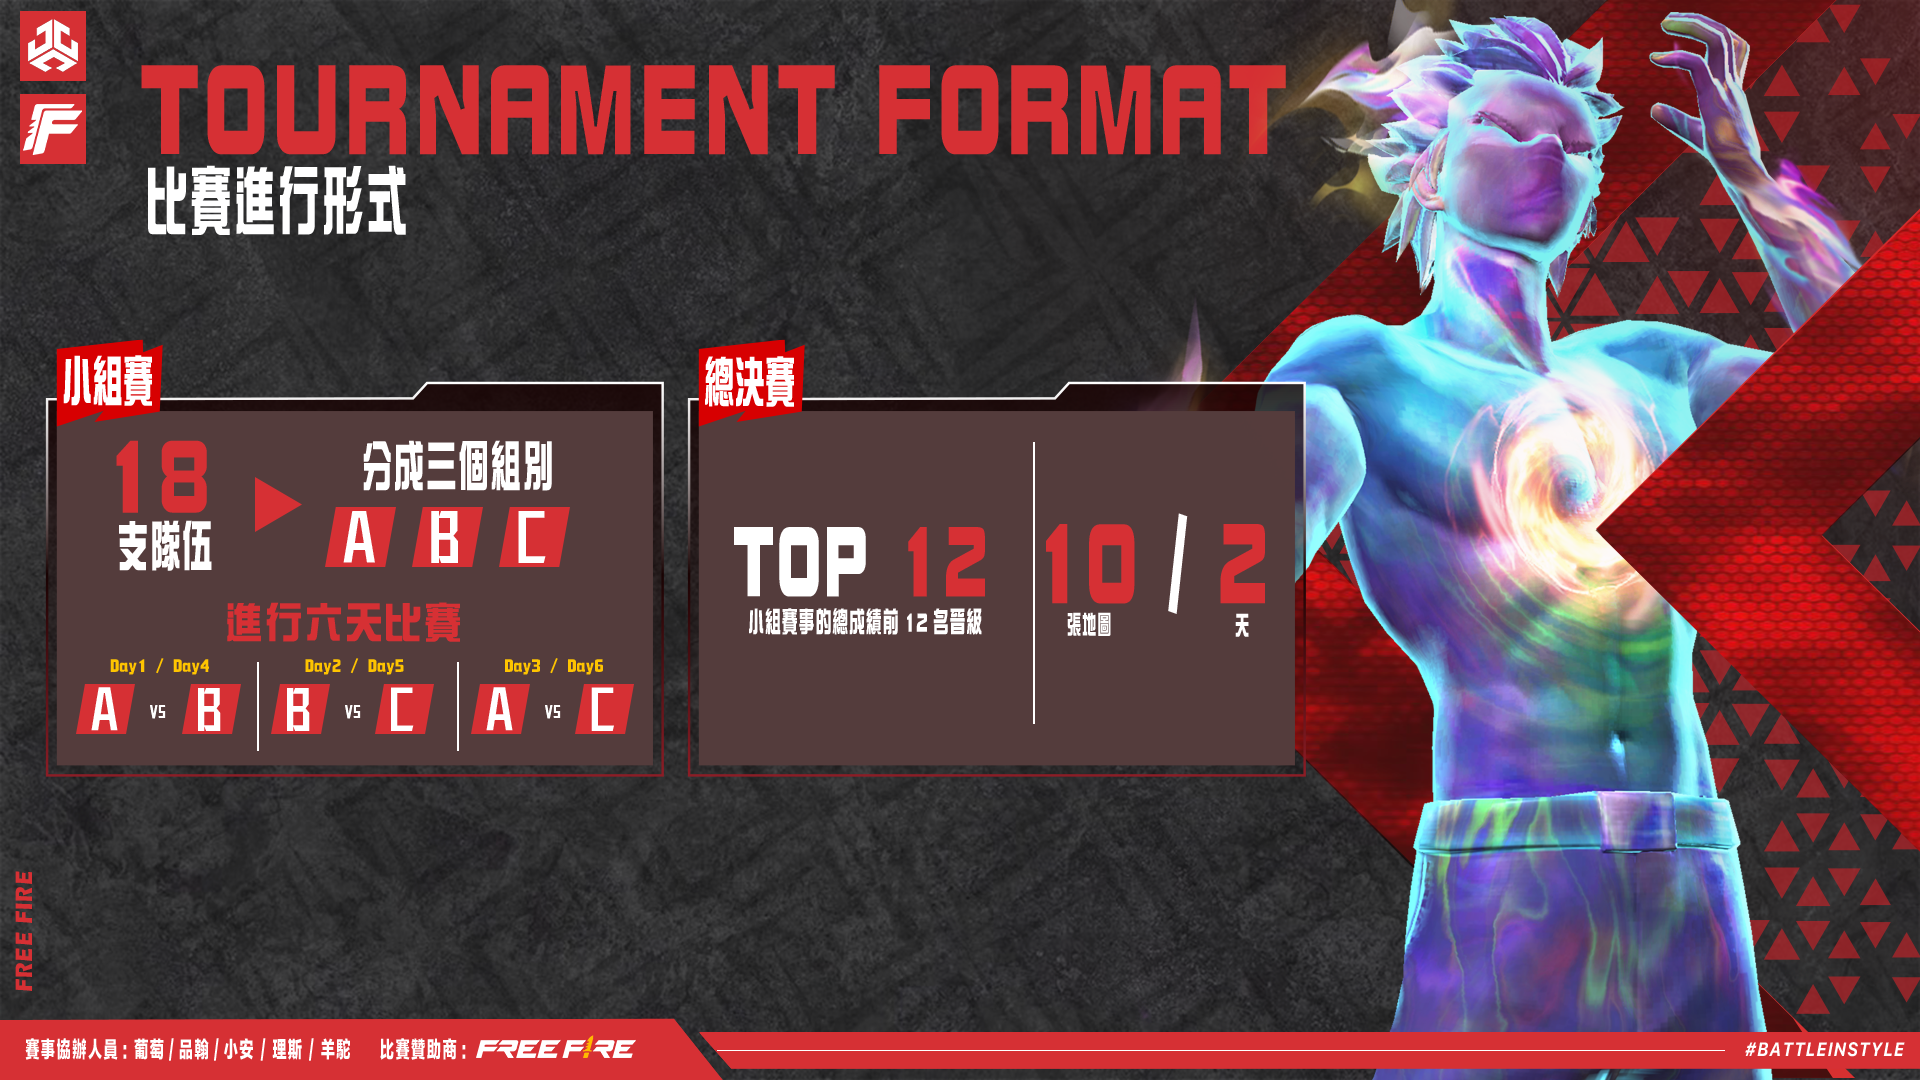 TOURNAMENT FORMAT
比賽進行形式
小組賽
18
支隊伍
分成三個組別
A B C
進行六天比賽
Day1 / Day4
A vs B
Day2 / Day5
B vs C
Day3 / Day6
A vs C
總決賽
TOP 12
小組賽事的總成績前 12 名晉級
10 / 2
張地圖
天
FREE FIRE
賽事協辦人員：葡萄 / 品翰 / 小安 / 理斯 / 羊駝
比賽贊助商：FREE FIRE
#BATTLEINSTYLE